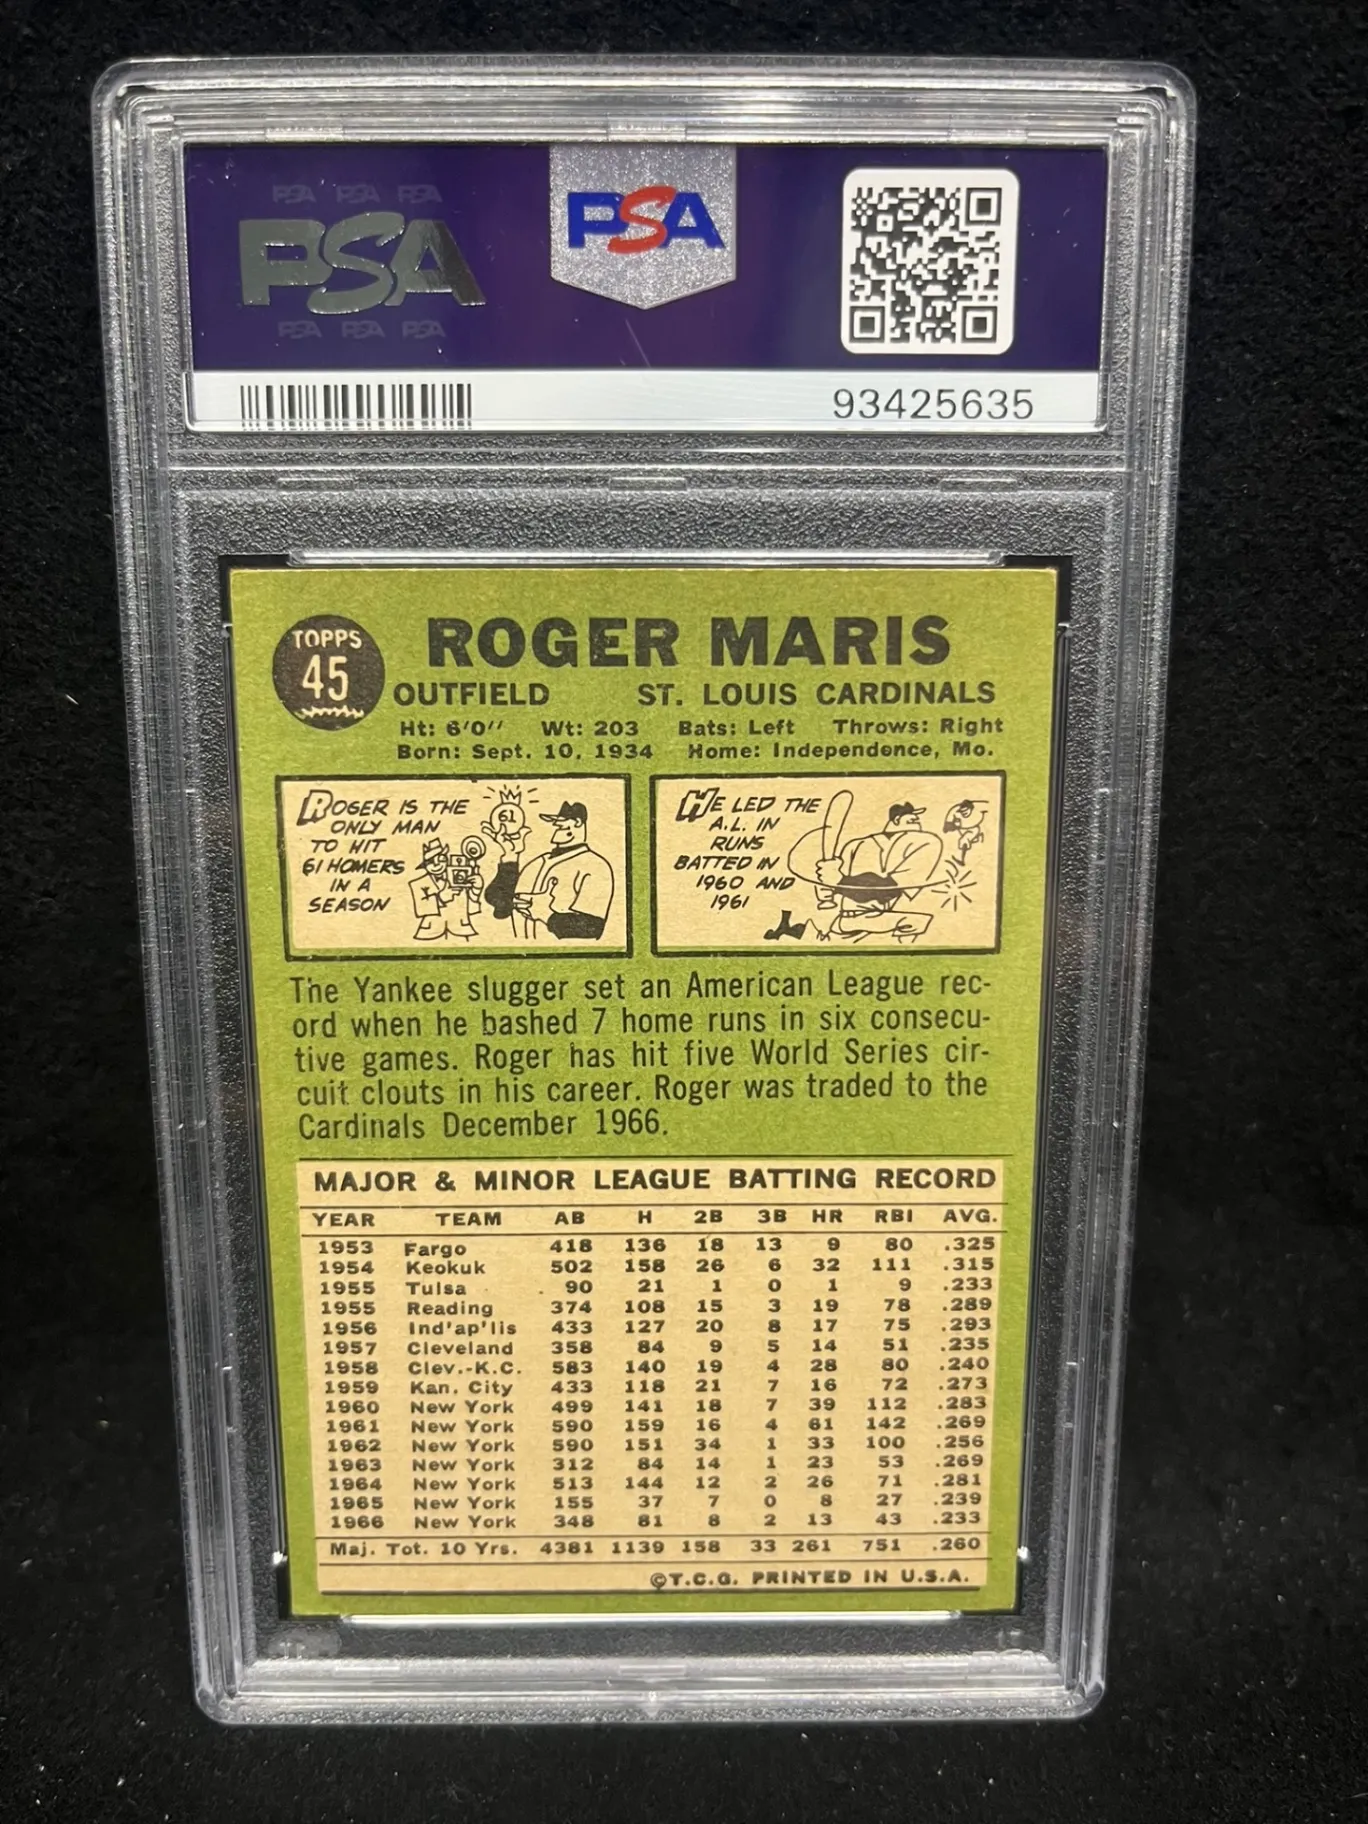 PSA PSA PSA
PSA
PSA PSA PSA
PSA
93425635
TOPPS
45
ROGER MARIS
OUTFIELD ST. LOUIS CARDINALS
Ht: 6'0'' Wt: 203 Bats: Left Throws: Right
Born: Sept. 10, 1934 Home: Independence, Mo.
ROGER IS THE
ONLY MAN
TO HIT
61 HOMERS
IN A
SEASON
61
HE LED THE
A.L. IN
RUNS
BATTED IN
1960 AND
1961
The Yankee slugger set an American League rec-
ord when he bashed 7 home runs in six consecu-
tive games. Roger has hit five World Series cir-
cuit clouts in his career. Roger was traded to the
Cardinals December 1966.
MAJOR & MINOR LEAGUE BATTING RECORD
YEAR TEAM AB H 2B 3B HR RBI AVG.
1953 Fargo 418 136 18 13 9 80 .325
1954 Keokuk 502 158 26 6 32 111 .315
1955 Tulsa 90 21 1 0 1 9 .233
1955 Reading 374 108 15 3 19 78 .289
1956 Ind'ap'lis 433 127 20 8 17 75 .293
1957 Cleveland 358 84 9 5 14 51 .235
1958 Clev.-K.C. 583 140 19 4 28 80 .240
1959 Kan. City 433 118 21 7 16 72 .273
1960 New York 499 141 18 7 39 112 .283
1961 New York 590 159 16 4 61 142 .269
1962 New York 590 151 34 1 33 100 .256
1963 New York 312 84 14 1 23 53 .269
1964 New York 513 144 12 2 26 71 .281
1965 New York 155 37 7 0 8 27 .239
1966 New York 348 81 8 2 13 43 .233
Maj. Tot. 10 Yrs. 4381 1139 158 33 261 751 .260
©T.C.G. PRINTED IN U.S.A.